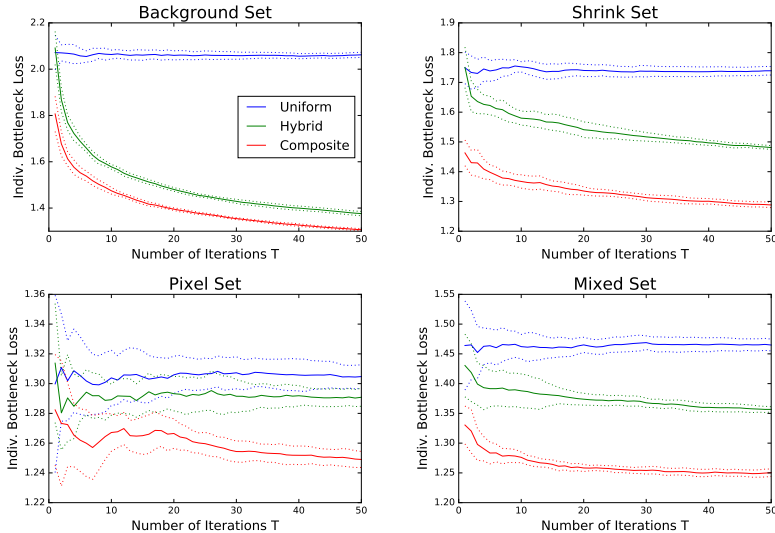 Background Set
2.2
2.0
1.8
1.6
1.4
Indiv. Bottleneck Loss
Uniform
Hybrid
Composite
0 10 20 30 40 50
Number of Iterations T
Shrink Set
1.9
1.8
1.7
1.6
1.5
1.4
1.3
1.2
Indiv. Bottleneck Loss
0 10 20 30 40 50
Number of Iterations T
Pixel Set
1.36
1.34
1.32
1.30
1.28
1.26
1.24
1.22
Indiv. Bottleneck Loss
0 10 20 30 40 50
Number of Iterations T
Mixed Set
1.55
1.50
1.45
1.40
1.35
1.30
1.25
1.20
Indiv. Bottleneck Loss
0 10 20 30 40 50
Number of Iterations T